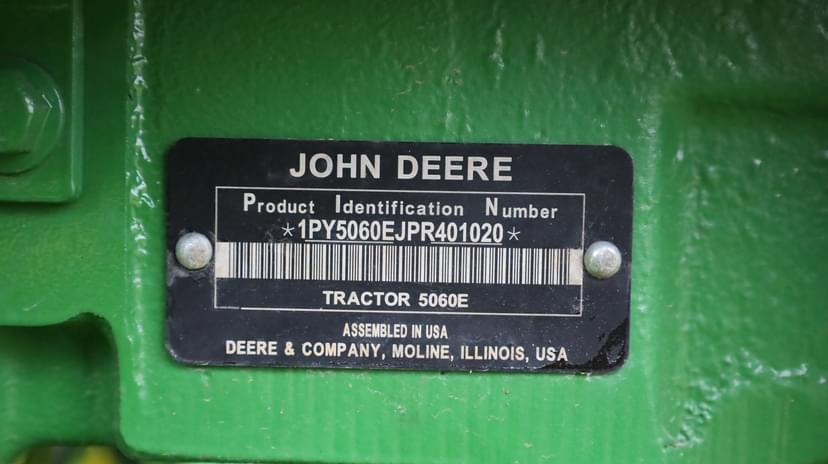 JOHN DEERE
Product Identification Number
*1PY5060EJPR401020*
TRACTOR 5060E
ASSEMBLED IN USA
DEERE & COMPANY, MOLINE, ILLINOIS, USA